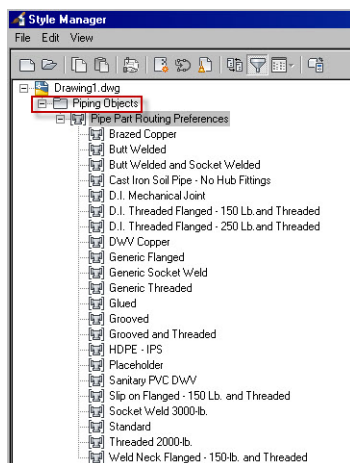 Style Manager
File Edit View
Drawing1.dwg
Piping Objects
Pipe Part Routing Preferences
Brazed Copper
Butt Welded
Butt Welded and Socket Welded
Cast Iron Soil Pipe - No Hub Fittings
D.I. Mechanical Joint
D.I. Threaded Flanged - 150 Lb.and Threaded
D.I. Threaded Flanged - 250 Lb.and Threaded
DWV Copper
Generic Flanged
Generic Socket Weld
Generic Threaded
Glued
Grooved
Grooved and Threaded
HDPE - IPS
Placeholder
Sanitary PVC DWV
Slip on Flanged - 150 Lb. and Threaded
Socket Weld 3000-lb.
Standard
Threaded 2000-lb.
Weld Neck Flanged - 150-lb. and Threaded